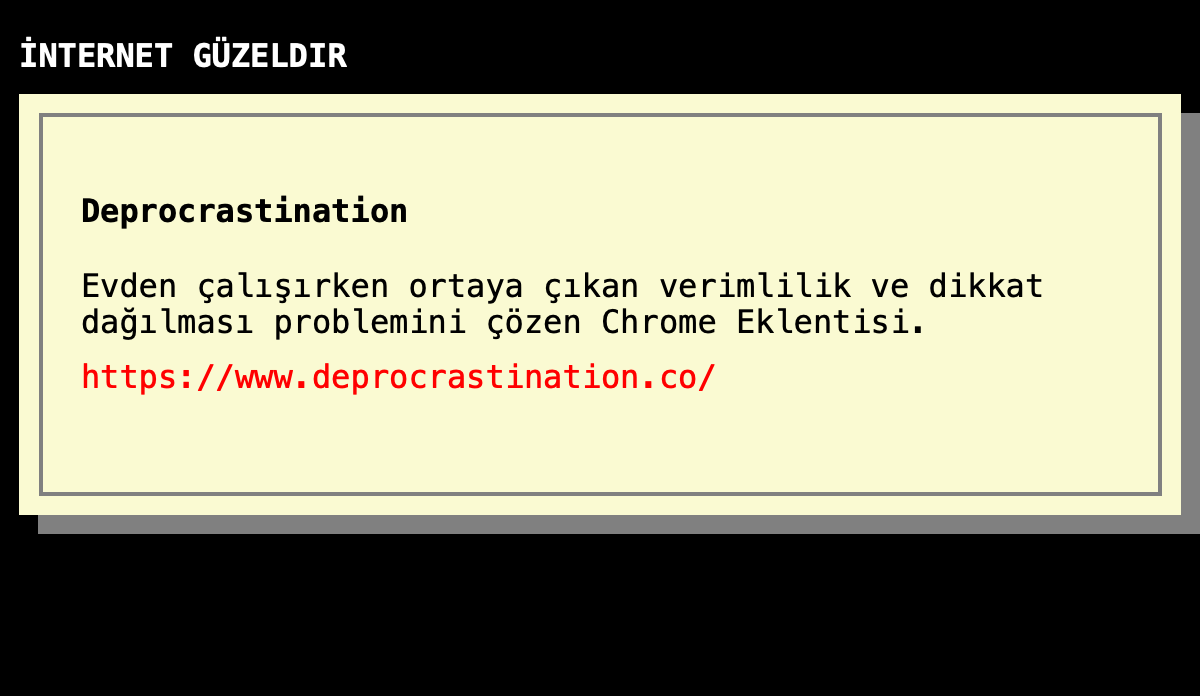 İNTERNET GÜZELDIR
Deprocrastination
Evden çalışırken ortaya çıkan verimlilik ve dikkat
dağılması problemini çözen Chrome Eklentisi.
https://www.deprocrastination.co/